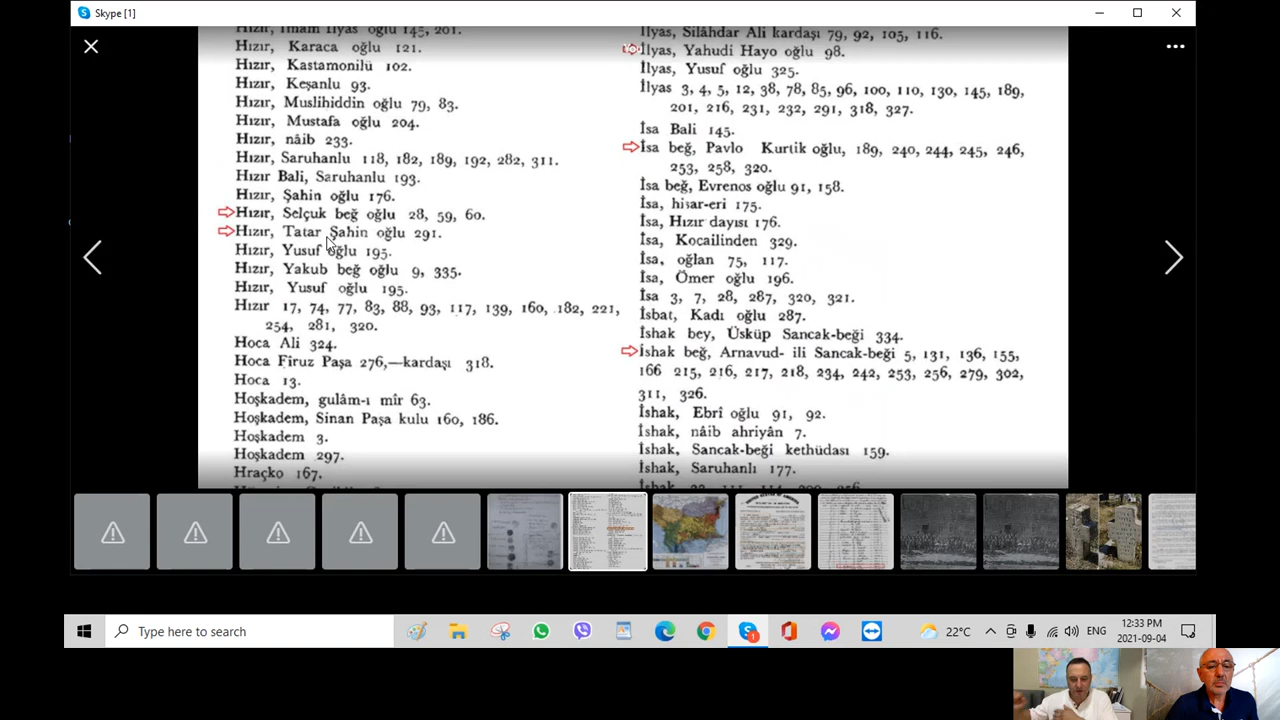 Skype [1]
Hızır, İmam İlyas oğlu 145, 201.
Hızır, Karaca oğlu 121.
Hızır, Kastamonilü 102.
Hızır, Keşanlu 93.
Hızır, Muslihiddin oğlu 79, 83.
Hızır, Mustafa oğlu 204.
Hızır, nâib 233.
Hızır, Saruhanlu 118, 182, 189, 192, 282, 311.
Hızır Bali, Saruhanlu 193.
Hızır, Şahin oğlu 176.
Hızır, Selçuk beğ oğlu 28, 59, 60.
Hızır, Tatar Şahin oğlu 291.
Hızır, Yusuf oğlu 195.
Hızır, Yakub beğ oğlu 9, 335.
Hızır, Yusuf oğlu 195.
Hızır 17, 74, 77, 83, 88, 93, 117, 139, 160, 182, 221,
254, 281, 320.
Hoca Ali 324.
Hoca Firuz Paşa 276,—kardaşı 318.
Hoca 13.
Hoşkadem, gulâm-ı mîr 63.
Hoşkadem, Sinan Paşa kulu 160, 186.
Hoşkadem 3.
Hoşkadem 297.
Hraçko 167.
İlyas, Silâhdar Ali kardaşı 79, 92, 105, 116.
İlyas, Yahudi Hayo oğlu 98.
İlyas, Yusuf oğlu 325.
İlyas 3, 4, 5, 12, 38, 78, 85, 96, 100, 110, 130, 145, 189,
201, 216, 231, 232, 291, 318, 327.
İsa Bali 145.
İsa beğ, Pavlo Kurtik oğlu, 189, 240, 244, 245, 246,
253, 258, 320.
İsa beğ, Evrenos oğlu 91, 158.
İsa, hisar-eri 175.
İsa, Hızır dayısı 176.
İsa, Kocailinden 329.
İsa, oğlan 75, 117.
İsa, Ömer oğlu 196.
İsa 3, 7, 28, 287, 320, 321.
İsbat, Kadı oğlu 287.
İshak bey, Üsküp Sancak-beği 334.
İshak beğ, Arnavud- ili Sancak-beği 5, 131, 136, 155,
166 215, 216, 217, 218, 234, 242, 253, 256, 279, 302,
311, 326.
İshak, Ebrî oğlu 91, 92.
İshak, nâib ahriyân 7.
İshak, Sancak-beği kethüdası 159.
İshak, Saruhanlı 177.
Type here to search
22°C
ENG
12:33 PM
2021-09-04